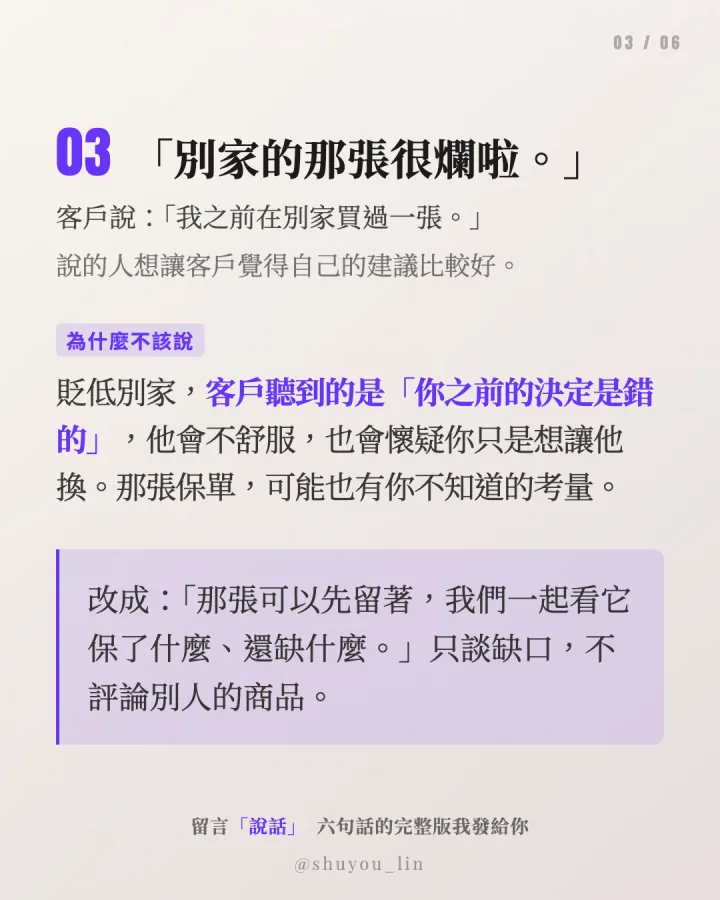 03 / 06
03 「別家的那張很爛啦。」
客戶說：「我之前在別家買過一張。」
說的人想讓客戶覺得自己的建議比較好。
為什麼不該說
貶低別家，客戶聽到的是「你之前的決定是錯
的」，他會不舒服，也會懷疑你只是想讓他
換。那張保單，可能也有你不知道的考量。
改成：「那張可以先留著，我們一起看它
保了什麼、還缺什麼。」只談缺口，不
評論別人的商品。
留言「說話」 六句話的完整版我發給你
@shuyou_lin